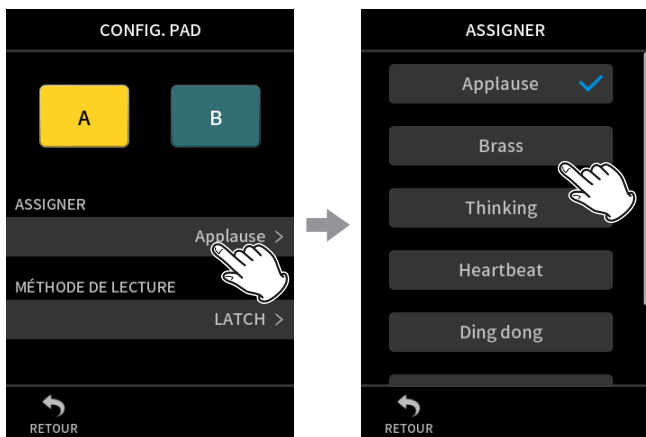 CONFIG. PAD
A
B
ASSIGNER
Applause >
MÉTHODE DE LECTURE
LATCH >
RETOUR
ASSIGNER
Applause
Brass
Thinking
Heartbeat
Ding dong
RETOUR